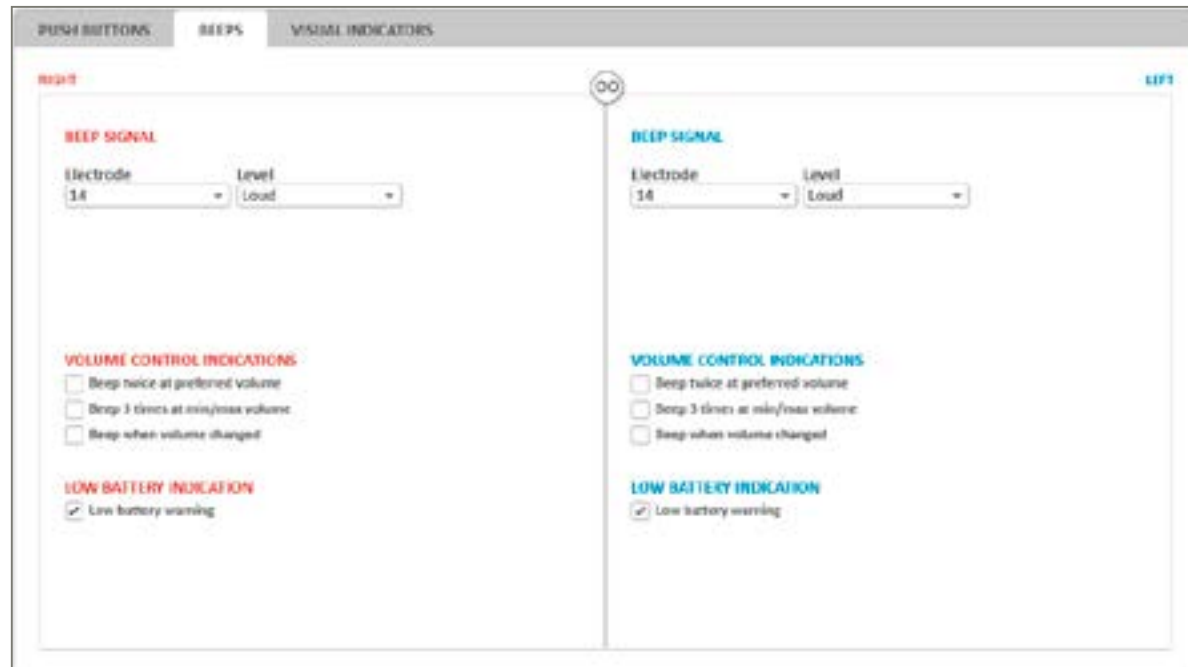 PUSH BUTTONS BEEPS VISUAL INDICATORS
RIGHT
BEEP SIGNAL
Electrode Level
14 Loud
VOLUME CONTROL INDICATIONS
Beep twice at preferred volume
Beep 3 times at min/max volume
Beep when volume changed
LOW BATTERY INDICATION
Low battery warning
LEFT
BEEP SIGNAL
Electrode Level
14 Loud
VOLUME CONTROL INDICATIONS
Beep twice at preferred volume
Beep 3 times at min/max volume
Beep when volume changed
LOW BATTERY INDICATION
Low battery warning